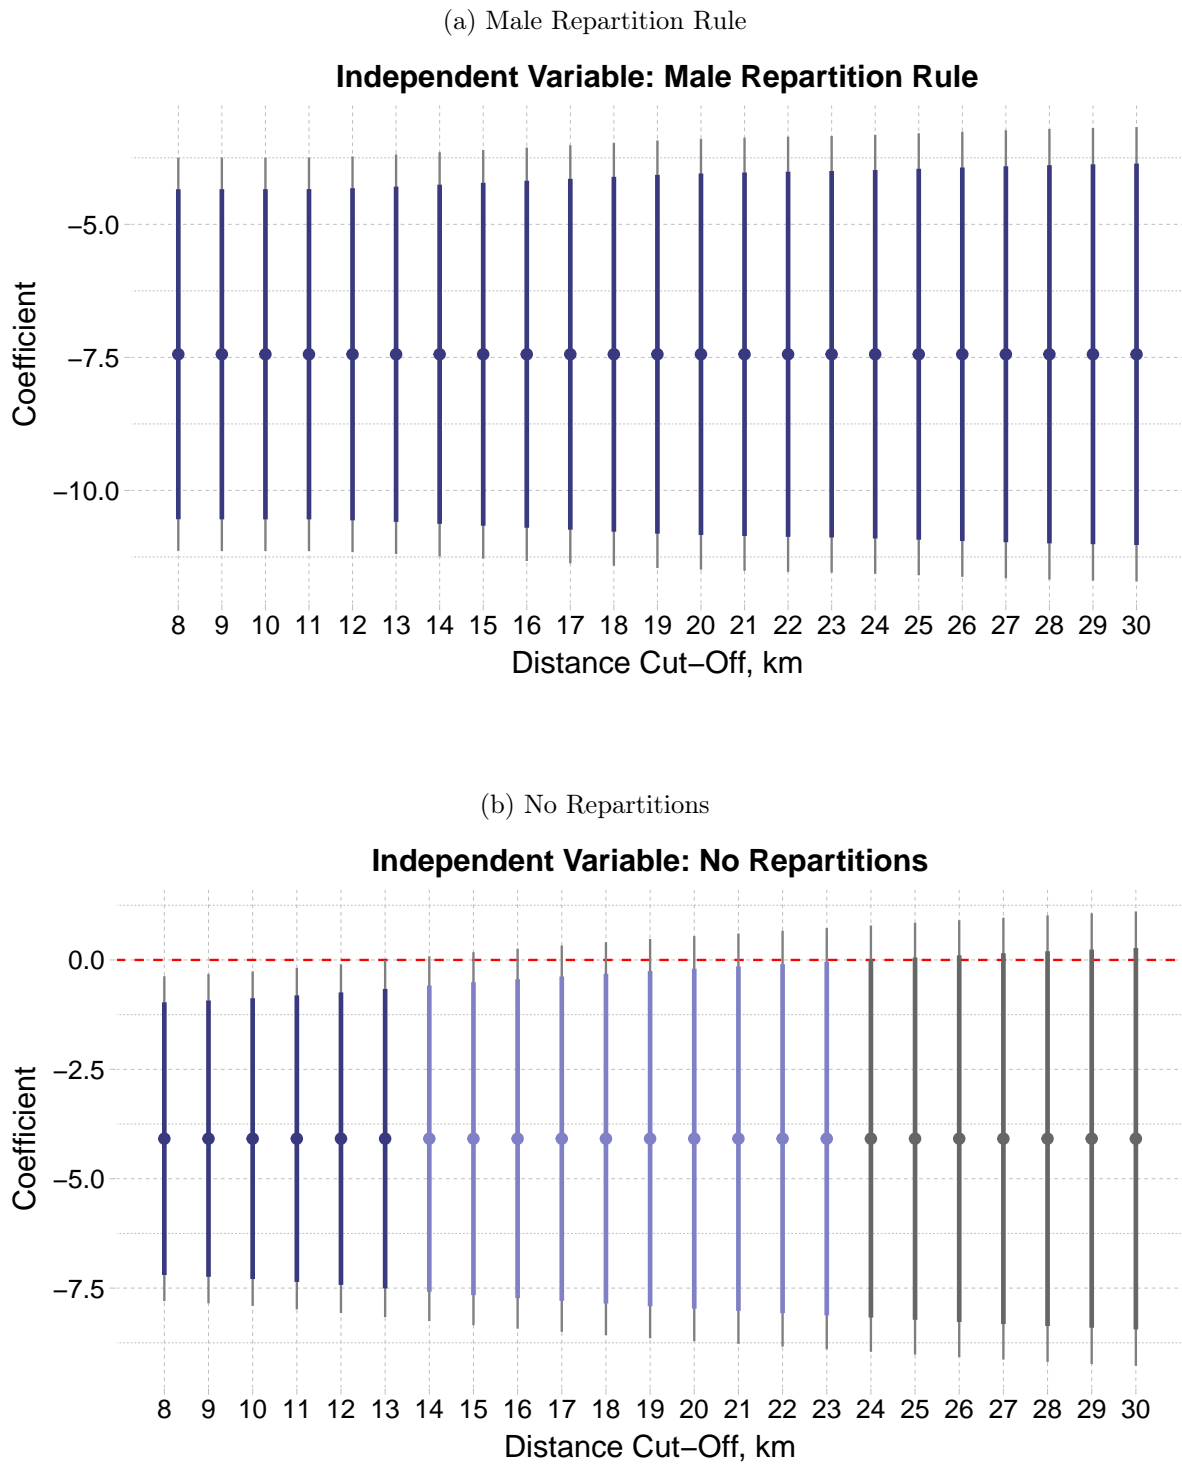 (a) Male Repartition Rule
Independent Variable: Male Repartition Rule
Coefficient
−5.0
−7.5
−10.0
8 9 10 11 12 13 14 15 16 17 18 19 20 21 22 23 24 25 26 27 28 29 30
Distance Cut−Off, km
(b) No Repartitions
Independent Variable: No Repartitions
Coefficient
0.0
−2.5
−5.0
−7.5
8 9 10 11 12 13 14 15 16 17 18 19 20 21 22 23 24 25 26 27 28 29 30
Distance Cut−Off, km